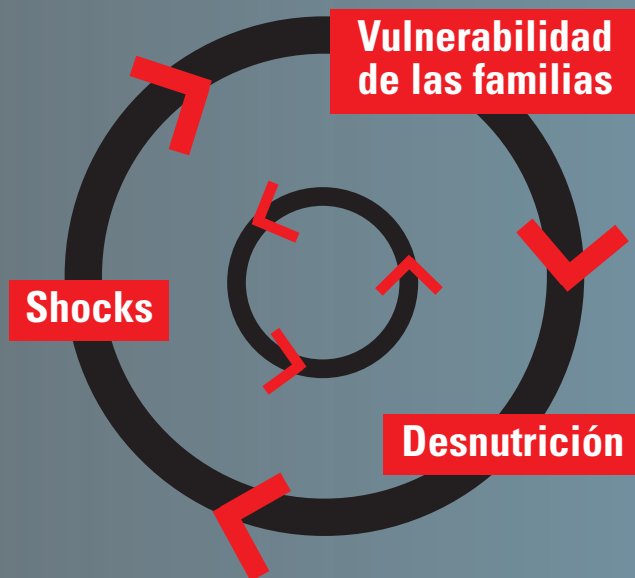 Vulnerabilidad
de las familias
Shocks
Desnutrición